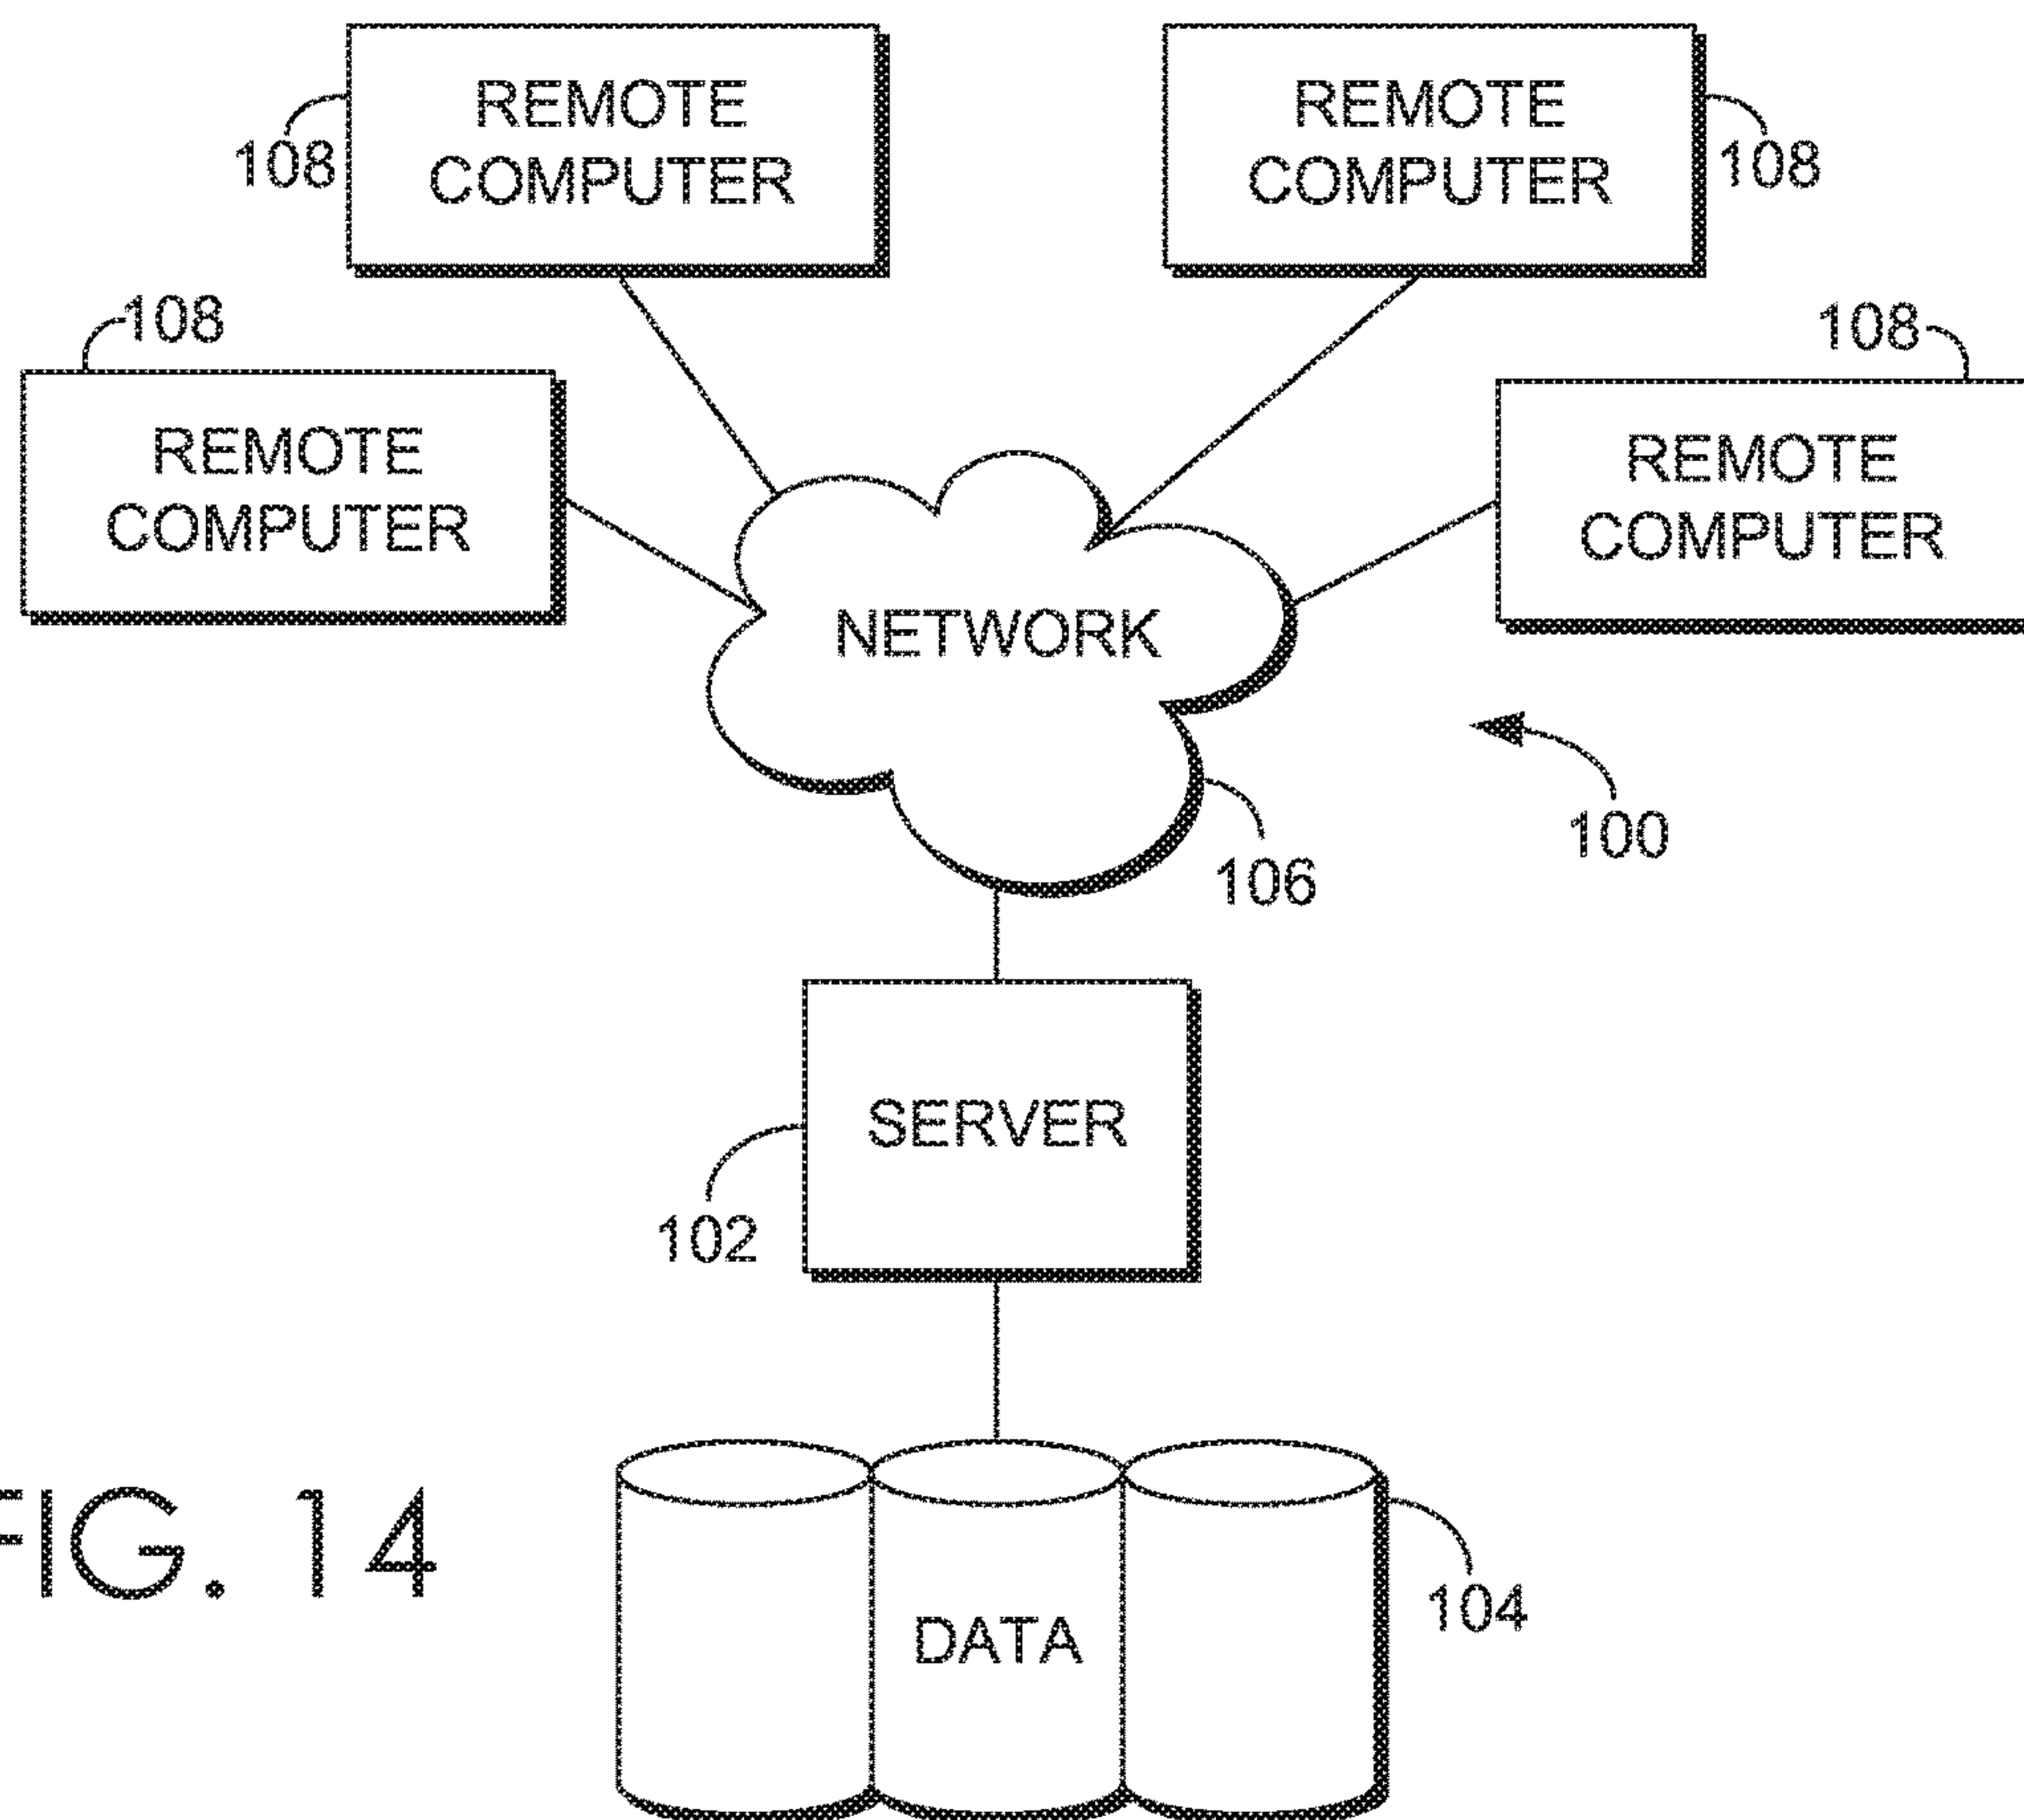 REMOTE
COMPUTER
108
REMOTE
COMPUTER
108
108
REMOTE
COMPUTER
108
REMOTE
COMPUTER
NETWORK
100
106
SERVER
102
FIG. 14
DATA
104